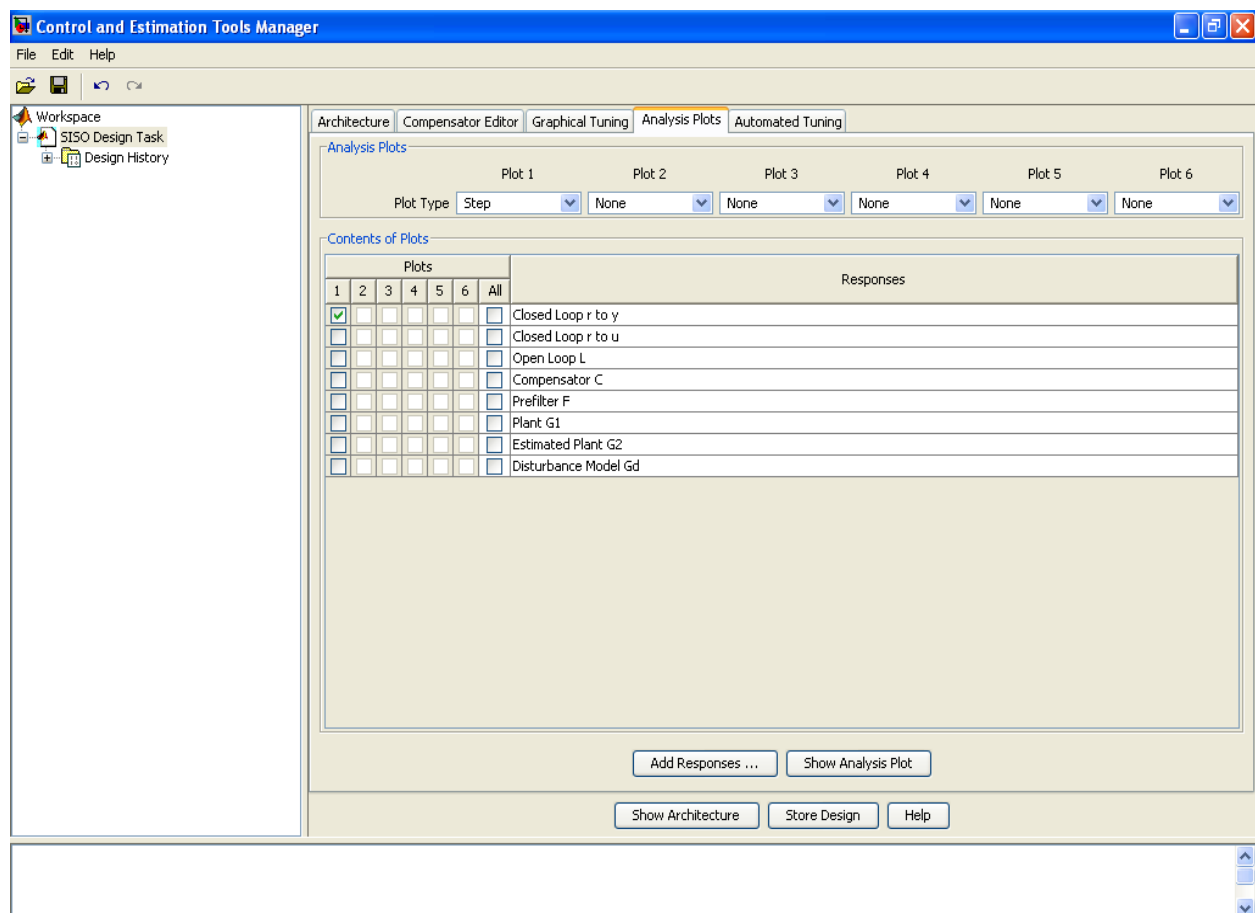 Control and Estimation Tools Manager
File Edit Help
Workspace
SISO Design Task
Design History
Architecture Compensator Editor Graphical Tuning Analysis Plots Automated Tuning
Analysis Plots
Plot 1 Plot 2 Plot 3 Plot 4 Plot 5 Plot 6
Plot Type Step None None None None None
Contents of Plots
Plots
Responses
1 2 3 4 5 6 All
Closed Loop r to y
Closed Loop r to u
Open Loop L
Compensator C
Prefilter F
Plant G1
Estimated Plant G2
Disturbance Model Gd
Add Responses ... Show Analysis Plot
Show Architecture Store Design Help